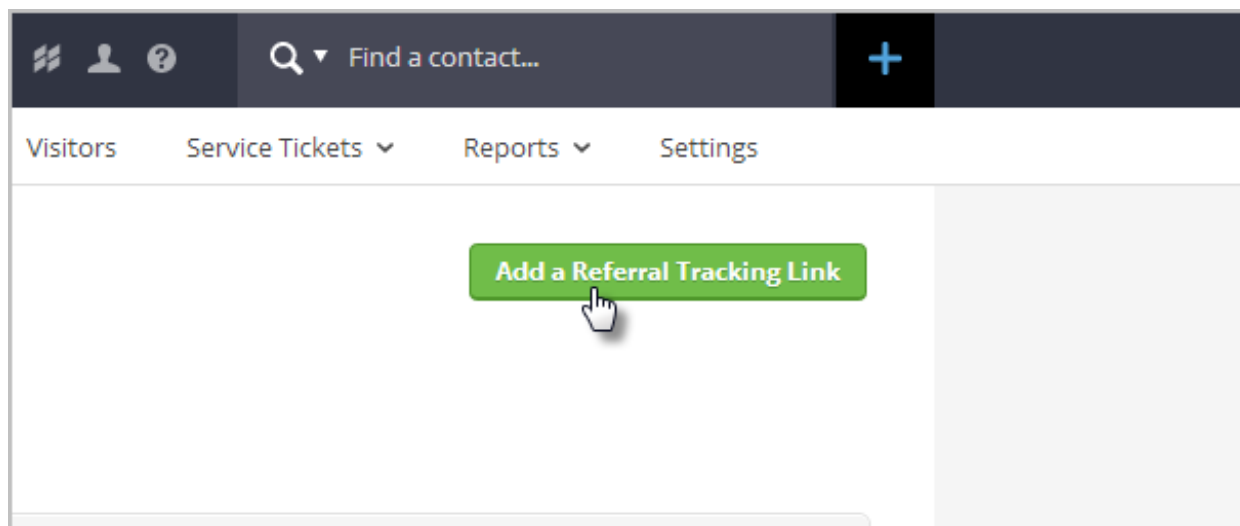 Find a contact...
Visitors Service Tickets Reports Settings
Add a Referral Tracking Link